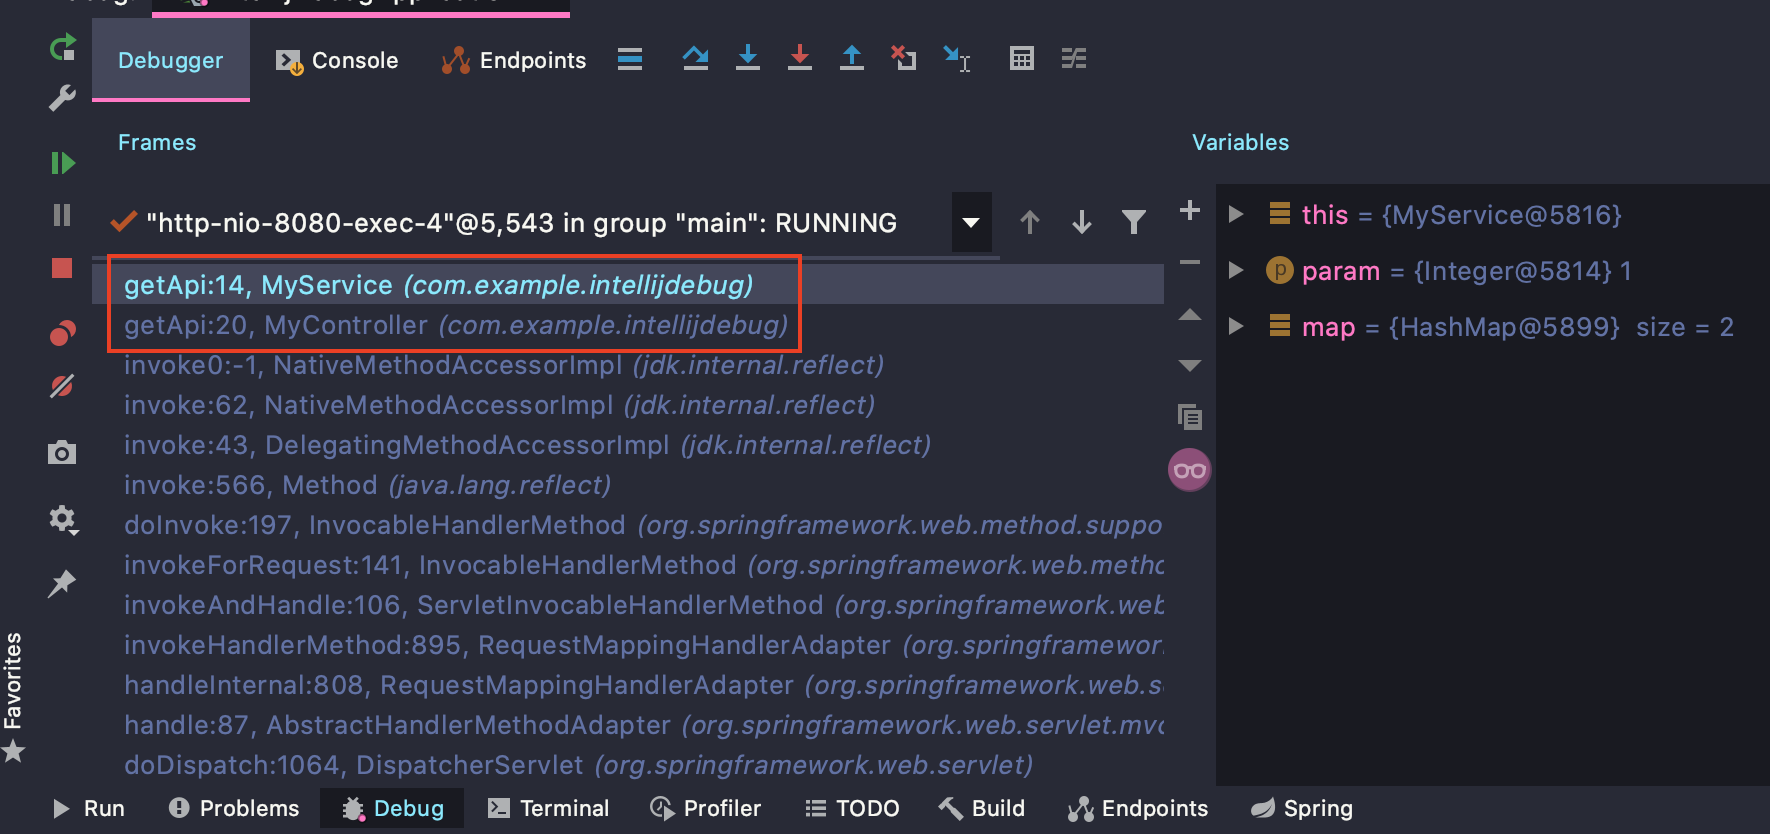 Debugger Console Endpoints
Frames
Variables
"http-nio-8080-exec-4"@5,543 in group "main": RUNNING
getApi:14, MyService (com.example.intellijdebug)
getApi:20, MyController (com.example.intellijdebug)
invoke0:-1, NativeMethodAccessorImpl (jdk.internal.reflect)
invoke:62, NativeMethodAccessorImpl (jdk.internal.reflect)
invoke:43, DelegatingMethodAccessorImpl (jdk.internal.reflect)
invoke:566, Method (java.lang.reflect)
doInvoke:197, InvocableHandlerMethod (org.springframework.web.method.suppo
invokeForRequest:141, InvocableHandlerMethod (org.springframework.web.metho
invokeAndHandle:106, ServletInvocableHandlerMethod (org.springframework.web
invokeHandlerMethod:895, RequestMappingHandlerAdapter (org.springframework.
handleInternal:808, RequestMappingHandlerAdapter (org.springframework.web.s
handle:87, AbstractHandlerMethodAdapter (org.springframework.web.servlet.mvc
doDispatch:1064, DispatcherServlet (org.springframework.web.servlet)
this = {MyService@5816}
p param = {Integer@5814} 1
map = {HashMap@5899} size = 2
Favorites
Run Problems Debug Terminal Profiler TODO Build Endpoints Spring